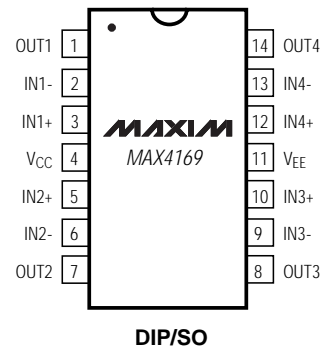 OUT1 1 14 OUT4
IN1- 2 13 IN4-
IN1+ 3 MAXIM 12 IN4+
VCC 4 MAX4169 11 VEE
IN2+ 5 10 IN3+
IN2- 6 9 IN3-
OUT2 7 8 OUT3
DIP/SO